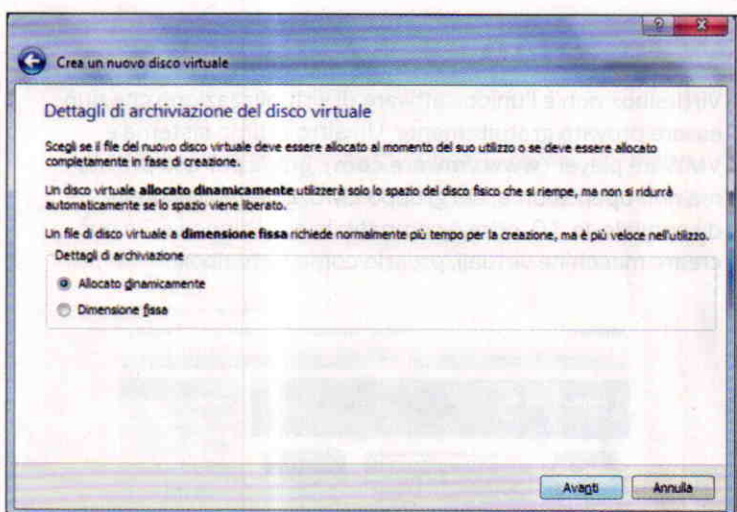 Crea un nuovo disco virtuale
Dettagli di archiviazione del disco virtuale
Scegli se il file del nuovo disco virtuale deve essere allocato al momento del suo utilizzo o se deve essere allocato
completamente in fase di creazione.
Un disco virtuale allocato dinamicamente utilizzerà solo lo spazio del disco fisico che si riempe, ma non si ridurrà
automaticamente se lo spazio viene liberato.
Un file di disco virtuale a dimensione fissa richiede normalmente più tempo per la creazione, ma è più veloce nell'utilizzo.
Dettagli di archiviazione
Allocato dinamicamente
Dimensione fissa
Avanti Annulla